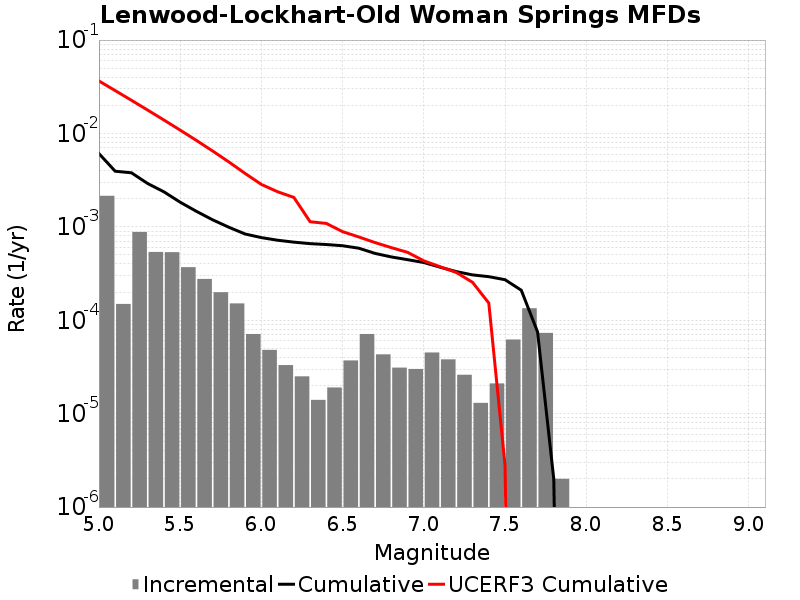 Lenwood-Lockhart-Old Woman Springs MFDs
Rate (1/yr)
10-1
10-2
10-3
10-4
10-5
10-6
5.0 5.5 6.0 6.5 7.0 7.5 8.0 8.5 9.0
Magnitude
Incremental Cumulative UCERF3 Cumulative